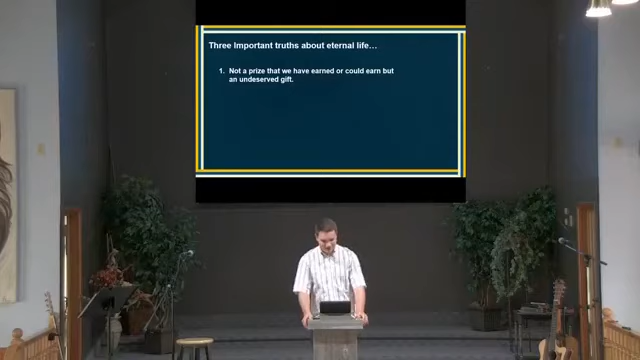 Three Important truths about eternal life…
1. Not a prize that we have earned or could earn but
an undeserved gift.